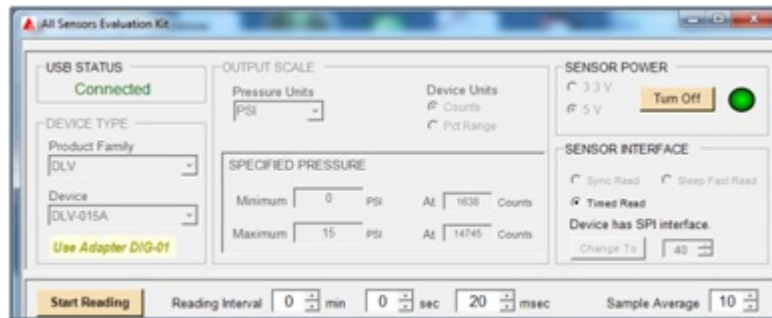 All Sensors Evaluation Kit
USB STATUS
Connected
DEVICE TYPE
Product Family
DLV
Device
DLV-015A
Use Adapter DIG-01
OUTPUT SCALE
Pressure Units
PSI
Device Units
Counts
Pct Range
SPECIFIED PRESSURE
Minimum 0 PSI At 1638 Counts
Maximum 15 PSI At 14745 Counts
SENSOR POWER
3.3 V
5 V
Turn Off
SENSOR INTERFACE
Sync Read Sleep Fast Read
Timed Read
Device has SPI interface.
Change To 40
Start Reading Reading Interval 0 min 0 sec 20 msec Sample Average 10